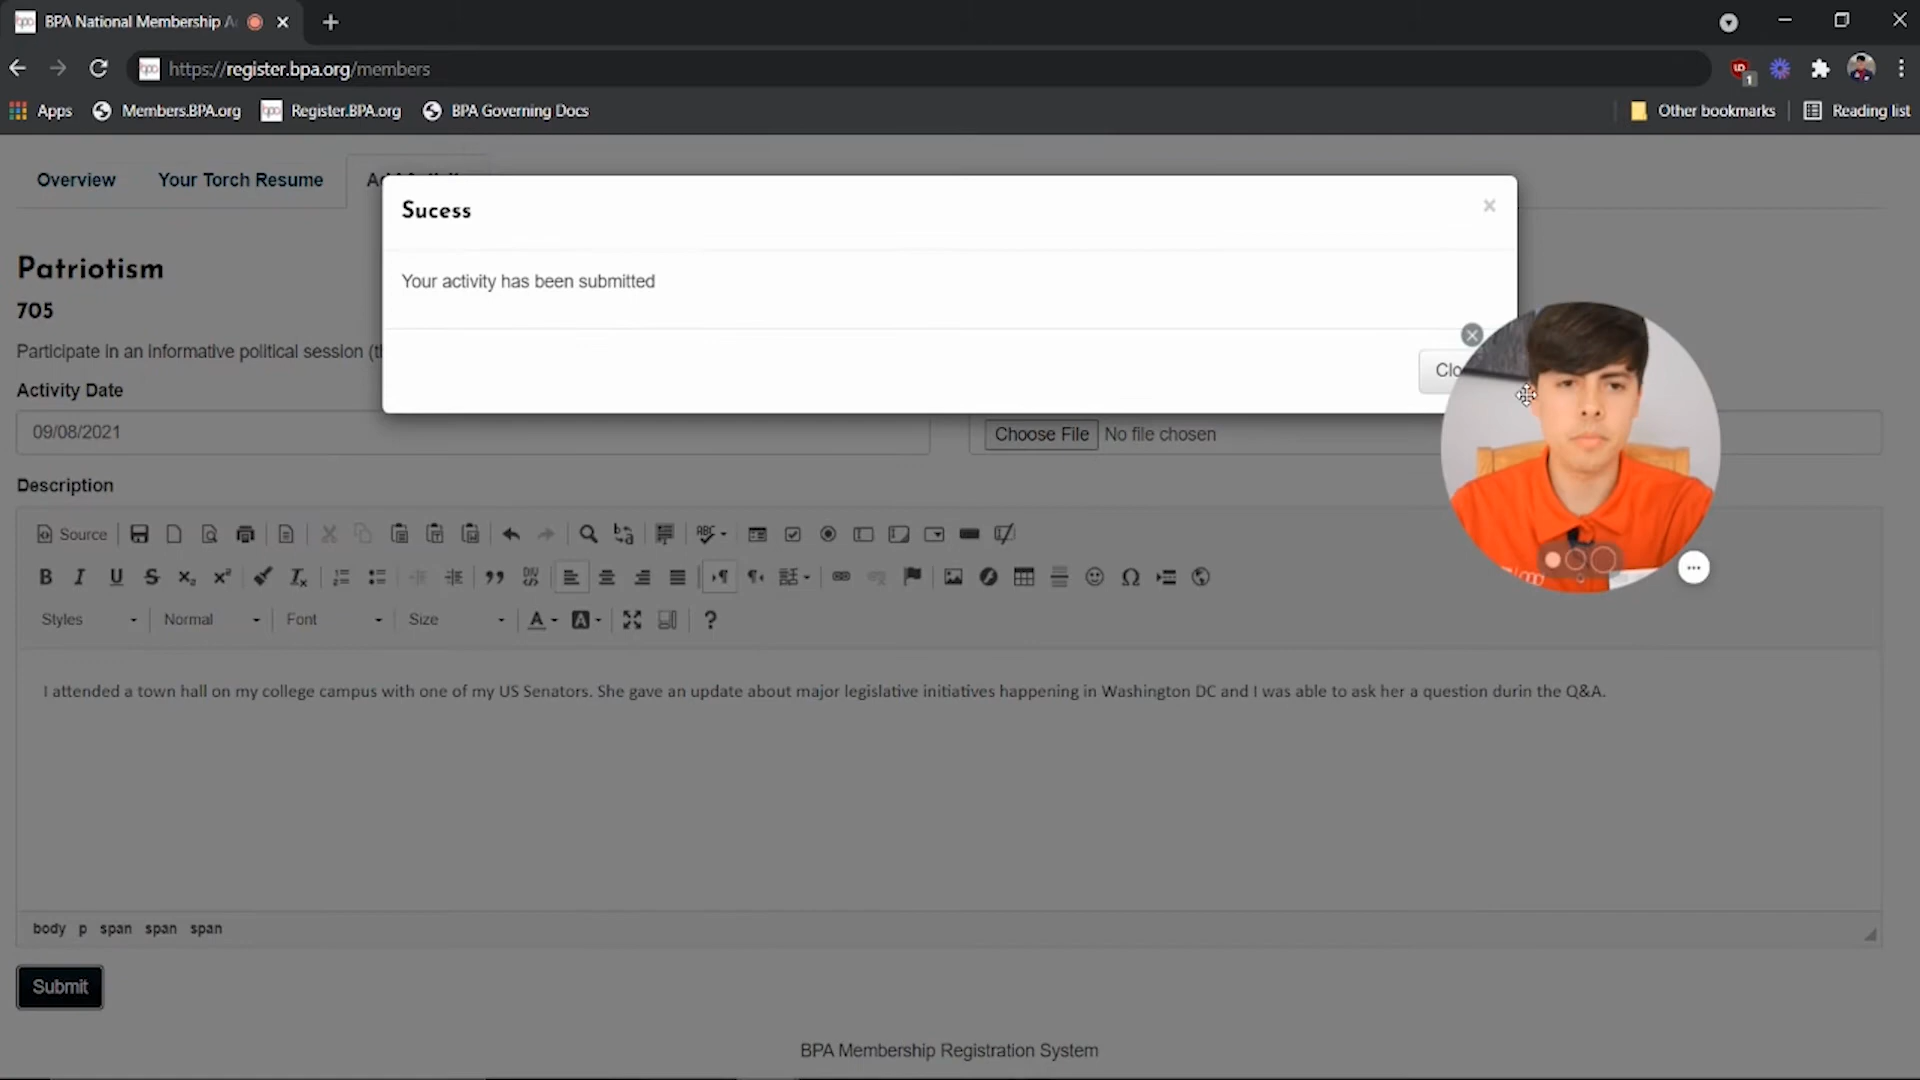 BPA National Membership A
https://register.bpa.org/members
Apps
Members.BPA.org
Register.BPA.org
BPA Governing Docs
Other bookmarks
Reading list
Overview
Your Torch Resume
Sucess
×
Your activity has been submitted
Clo
Patriotism
705
Participate in an informative political session (
Activity Date
09/08/2021
Choose File
No file chosen
Description
Source
Styles
Normal
Font
Size
I attended a town hall on my college campus with one of my US Senators. She gave an update about major legislative initiatives happening in Washington DC and I was able to ask her a question durin the Q&A.
body p span span span
Submit
BPA Membership Registration System